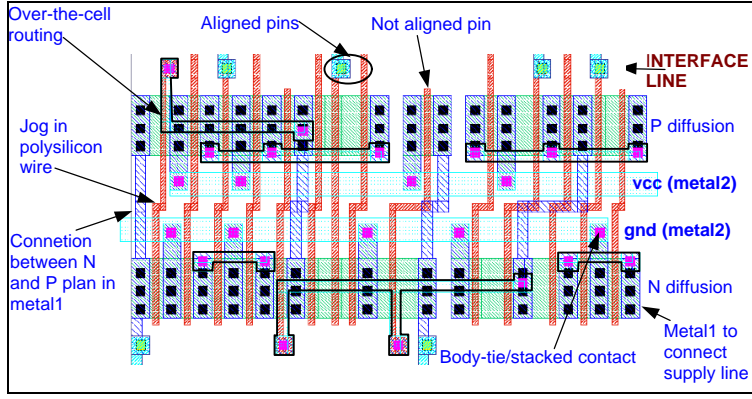 Over-the-cell
routing
Aligned pins
Not aligned pin
INTERFACE
LINE
Jog in
polysilicon
wire
P diffusion
vcc (metal2)
gnd (metal2)
Connetion
between N
and P plan in
metal1
N diffusion
Metal1 to
connect
supply line
Body-tie/stacked contact